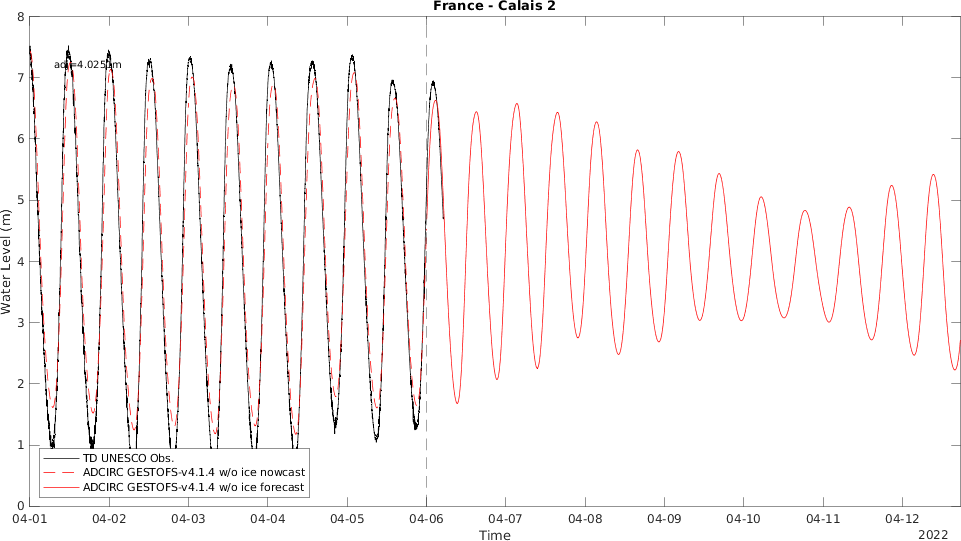 France - Calais 2
8
7
6
5
4
3
2
1
0
Water Level (m)
adj=4.0251m
TD UNESCO Obs.
ADCIRC GESTOFS-v4.1.4 w/o ice nowcast
ADCIRC GESTOFS-v4.1.4 w/o ice forecast
04-01 04-02 04-03 04-04 04-05 04-06 04-07 04-08 04-09 04-10 04-11 04-12
Time
2022